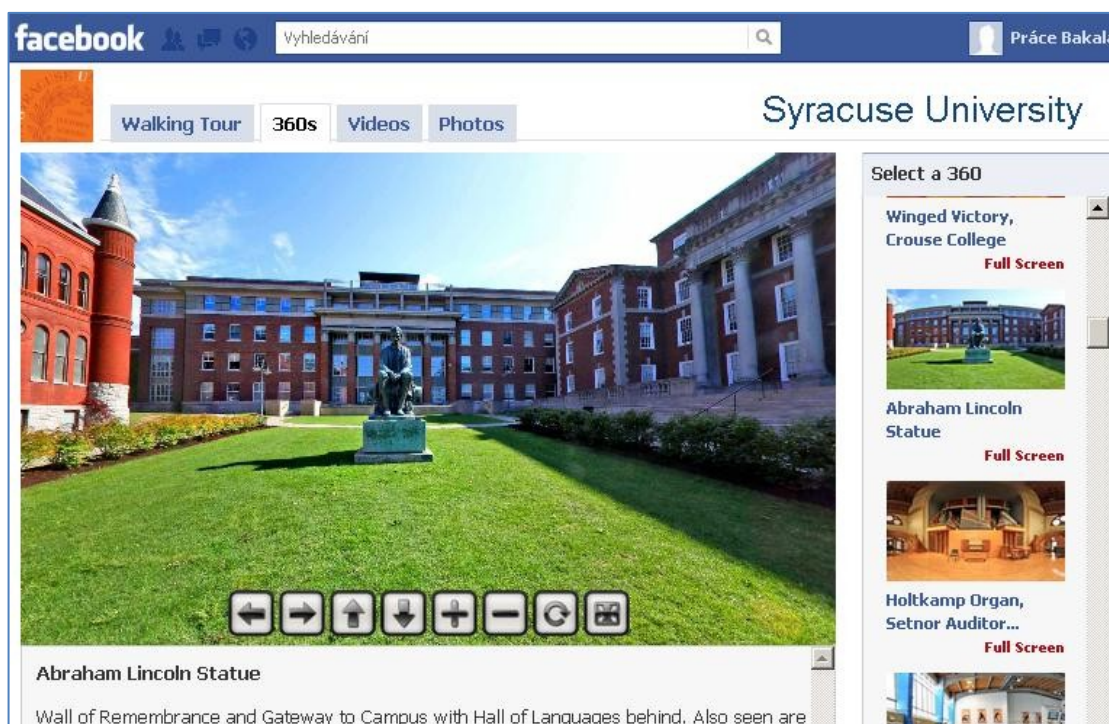 facebook
Vyhledávání
Práce Bakal
Walking Tour
360s
Videos
Photos
Syracuse University
Select a 360
Winged Victory,
Crouse College
Full Screen
Abraham Lincoln
Statue
Full Screen
Holtkamp Organ,
Setnor Auditor...
Full Screen
Abraham Lincoln Statue
Wall of Remembrance and Gateway to Campus with Hall of Languages behind. Also seen are